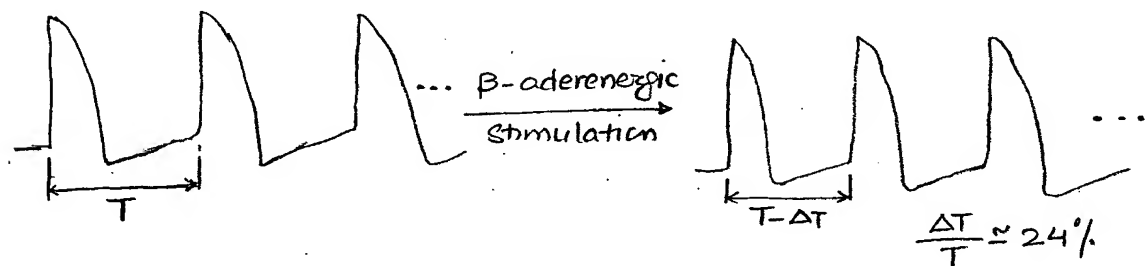 ... β-aderenergic
stimulation
...
T
T-ΔT
ΔT/T ≃ 24%